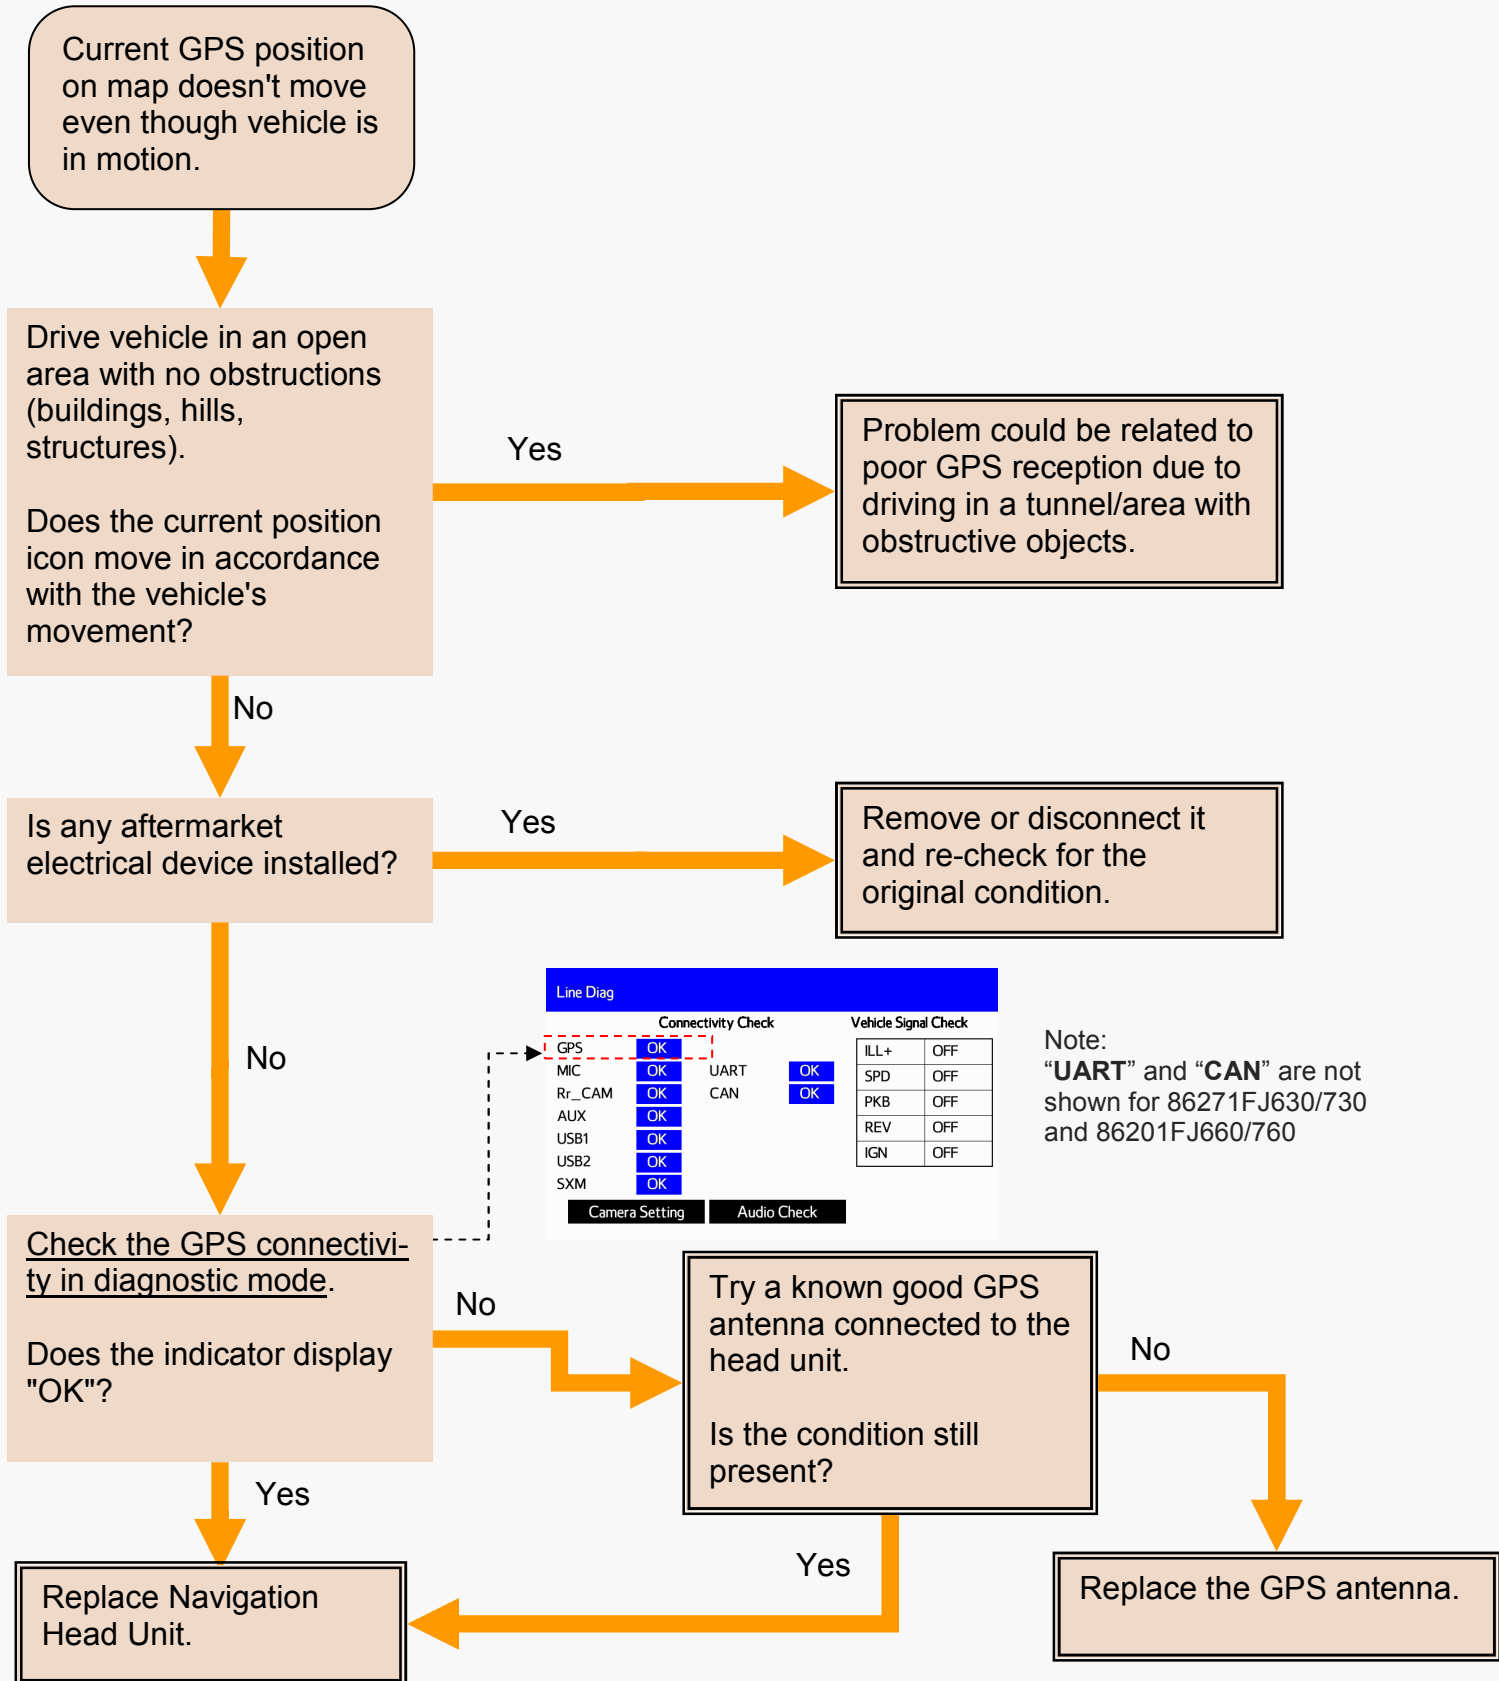 Current GPS position
on map doesn't move
even though vehicle is
in motion.
Drive vehicle in an open
area with no obstructions
(buildings, hills,
structures).
Does the current position
icon move in accordance
with the vehicle's
movement?
Yes
Problem could be related to
poor GPS reception due to
driving in a tunnel/area with
obstructive objects.
No
Is any aftermarket
electrical device installed?
Yes
Remove or disconnect it
and re-check for the
original condition.
No
Line Diag
Connectivity Check
Vehicle Signal Check
GPS OK
MIC OK UART OK
Rr_CAM OK CAN OK
AUX OK
USB1 OK
USB2 OK
SXM OK
ILL+ OFF
SPD OFF
PKB OFF
REV OFF
IGN OFF
Camera Setting Audio Check
Note:
“UART” and “CAN” are not
shown for 86271FJ630/730
and 86201FJ660/760
Check the GPS connectivi-
ty in diagnostic mode.
Does the indicator display
"OK"?
No
Try a known good GPS
antenna connected to the
head unit.
Is the condition still
present?
No
Yes
Yes
Replace Navigation
Head Unit.
Replace the GPS antenna.